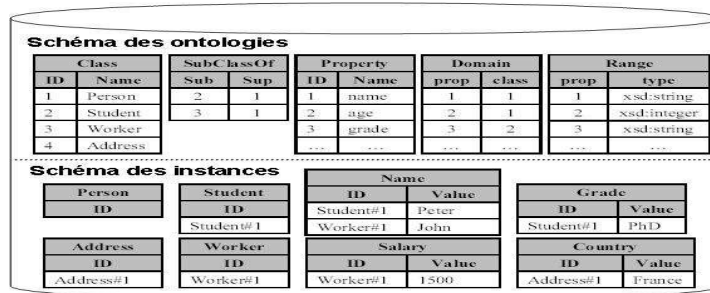 Schéma des ontologies
Class SubClassOf Property Domain Range
ID Name Sub Sup ID Name prop class prop type
1 Person 2 1 1 name 1 1 1 xsd:string
2 Student 3 1 2 age 2 1 2 xsd:integer
3 Worker 3 grade 3 2 3 xsd:string
4 Address ... ... ... ... ... ...
Schéma des instances
Person Student Name Grade
ID ID ID Value ID Value
Student#1 Student#1 Peter Student#1 PhD
Worker#1 John
Address Worker Salary Country
ID ID ID Value ID Value
Address#1 Worker#1 Worker#1 1500 Address#1 France